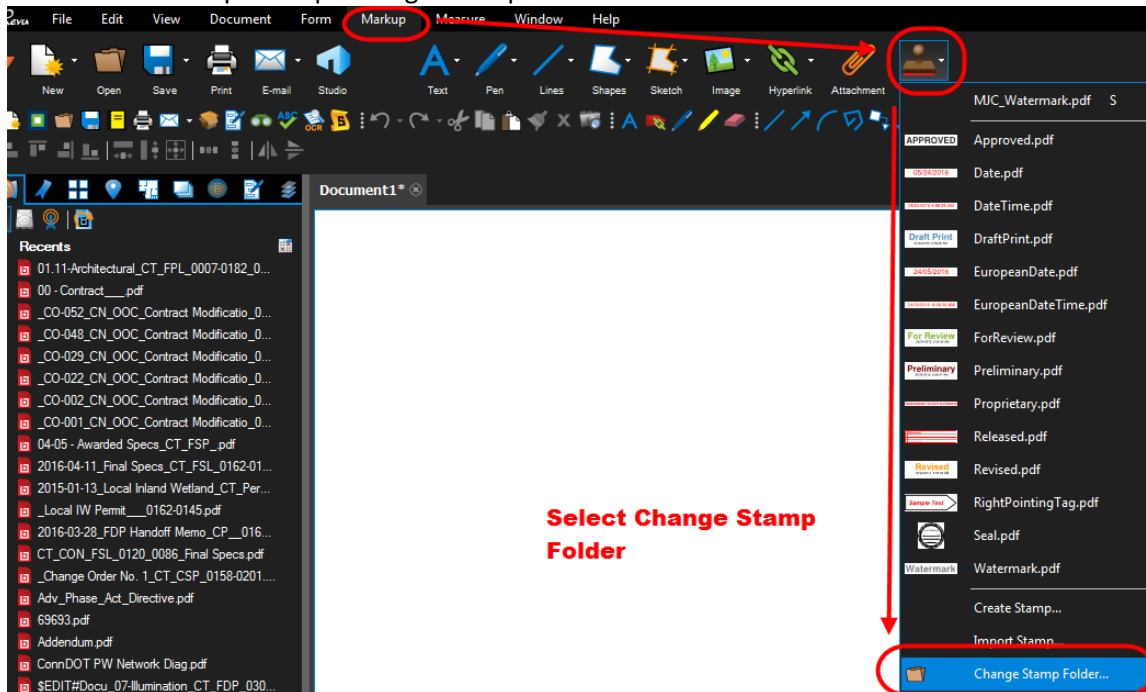 Revu File Edit View Document Form Markup Measure Window Help
New Open Save Print E-mail Studio Text Pen Lines Shapes Sketch Image Hyperlink Attachment
MJC_Watermark.pdf S
APPROVED Approved.pdf
05/24/2016 Date.pdf
DateTime.pdf
Draft Print DraftPrint.pdf
24/05/2016 EuropeanDate.pdf
EuropeanDateTime.pdf
For Review ForReview.pdf
Preliminary Preliminary.pdf
Proprietary.pdf
Released.pdf
Revised Revised.pdf
Sample Text RightPointingTag.pdf
Seal.pdf
Watermark Watermark.pdf
Create Stamp...
Import Stamp...
Change Stamp Folder...
Document1*
Recents
01.11-Architectural_CT_FPL_0007-0182_0...
00 - Contract___.pdf
_CO-052_CN_OOC_Contract Modificatio_0...
_CO-048_CN_OOC_Contract Modificatio_0...
_CO-029_CN_OOC_Contract Modificatio_0...
_CO-022_CN_OOC_Contract Modificatio_0...
_CO-002_CN_OOC_Contract Modificatio_0...
_CO-001_CN_OOC_Contract Modificatio_0...
04-05 - Awarded Specs_CT_FSP_.pdf
2016-04-11_Final Specs_CT_FSL_0162-01...
2015-01-13_Local Inland Wetland_CT_Per...
_Local IW Permit___0162-0145.pdf
2016-03-28_FDP Handoff Memo_CP__016...
CT_CON_FSL_0120_0086_Final Specs.pdf
_Change Order No. 1_CT_CSP_0158-0201....
Adv_Phase_Act_Directive.pdf
69693.pdf
Addendum.pdf
ConnDOT PW Network Diag.pdf
$EDIT#Docu_07-Illumination_CT_FDP_030...
Select Change Stamp
Folder